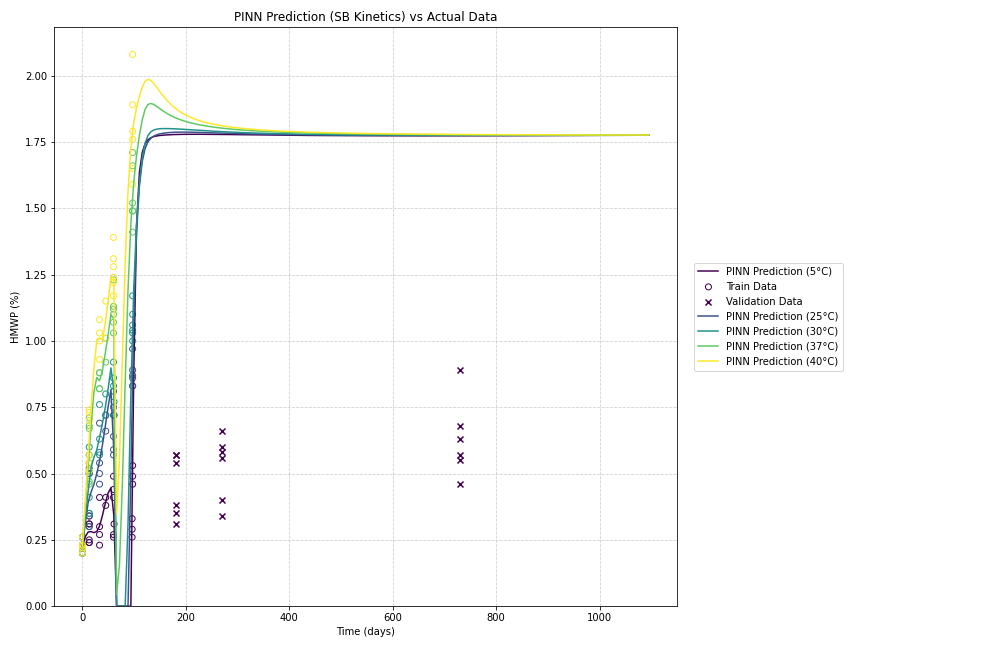 PINN Prediction (SB Kinetics) vs Actual Data
HMWP (%)
2.00
1.75
1.50
1.25
1.00
0.75
0.50
0.25
0.00
0 200 400 600 800 1000
Time (days)
PINN Prediction (5°C)
Train Data
Validation Data
PINN Prediction (25°C)
PINN Prediction (30°C)
PINN Prediction (37°C)
PINN Prediction (40°C)